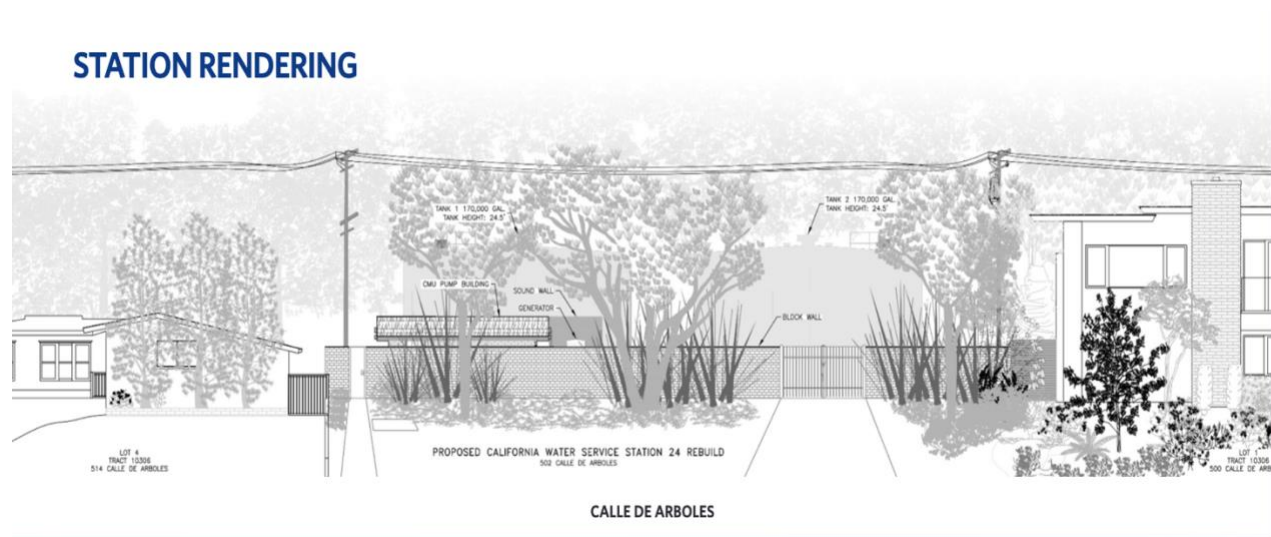 STATION RENDERING
TANK 1 170,000 GAL.
TANK HEIGHT: 24.5'
TANK 2 170,000 GAL.
TANK HEIGHT: 24.5'
CMU PUMP BUILDING
SOUND WALL
GENERATOR
BLOCK WALL
LOT 4
TRACT 10306
514 CALLE DE ARBOLES
PROPOSED CALIFORNIA WATER SERVICE STATION 24 REBUILD
502 CALLE DE ARBOLES
LOT 1
TRACT 10306
500 CALLE DE ARB
CALLE DE ARBOLES